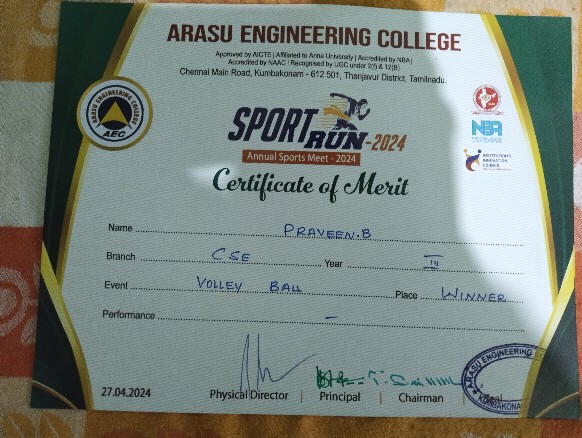 ARASU ENGINEERING COLLEGE
Approved by AICTE | Affiliated to Anna University | Accredited by NBA |
Accredited by NAAC | Recognised by UGC under 2(f) & 12(B)
Chennai Main Road, Kumbakonam - 612 501, Thanjavur District, Tamilnadu.
ARASU ENGINEERING COLLEGE
AEC
SPORT
RUN-2024
Annual Sports Meet - 2024
NBA
INSTITUTION'S
INNOVATION
COUNCIL
Certificate of Merit
Name PRAVEEN.B
Branch CSE Year III
Event VOLLEY BALL Place WINNER
Performance -
27.04.2024
Physical Director | Principal | Chairman | Seal
ARASU ENGINEERING
KUMBAKONA